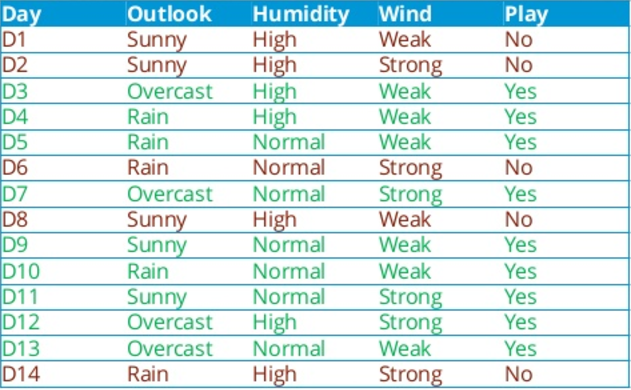 Day Outlook Humidity Wind Play
D1 Sunny High Weak No
D2 Sunny High Strong No
D3 Overcast High Weak Yes
D4 Rain High Weak Yes
D5 Rain Normal Weak Yes
D6 Rain Normal Strong No
D7 Overcast Normal Strong Yes
D8 Sunny High Weak No
D9 Sunny Normal Weak Yes
D10 Rain Normal Weak Yes
D11 Sunny Normal Strong Yes
D12 Overcast High Strong Yes
D13 Overcast Normal Weak Yes
D14 Rain High Strong No